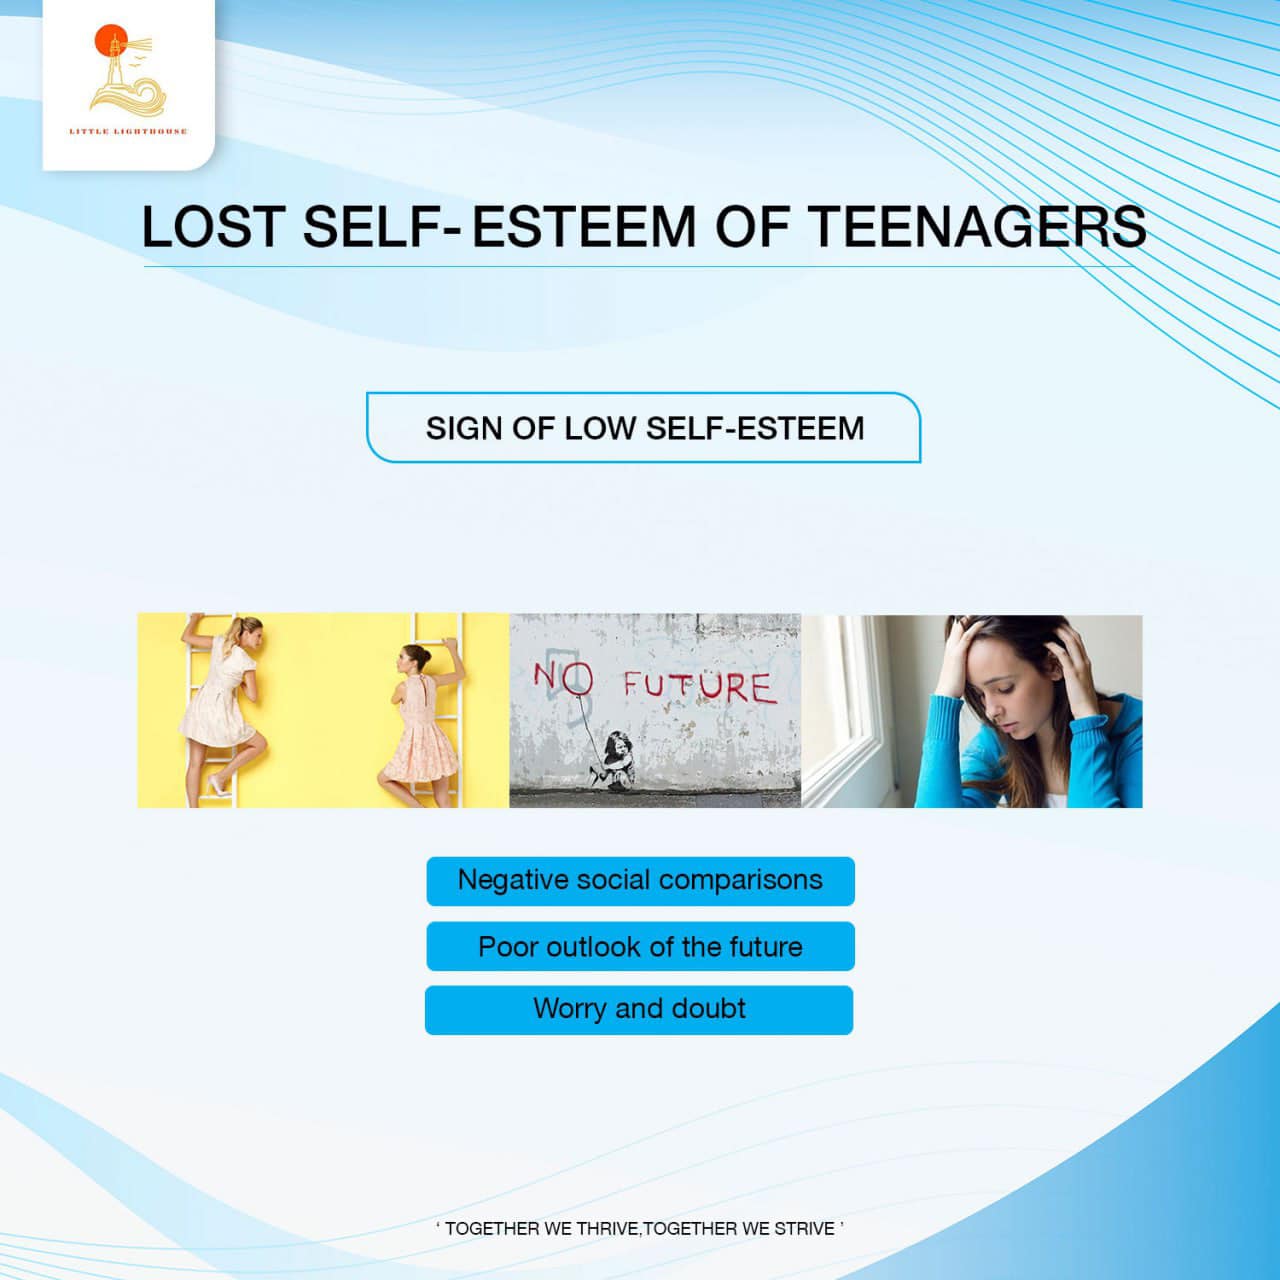 LITTLE LIGHTHOUSE
LOST SELF-ESTEEM OF TEENAGERS
SIGN OF LOW SELF-ESTEEM
NO FUTURE
Negative social comparisons
Poor outlook of the future
Worry and doubt
‘ TOGETHER WE THRIVE,TOGETHER WE STRIVE ’